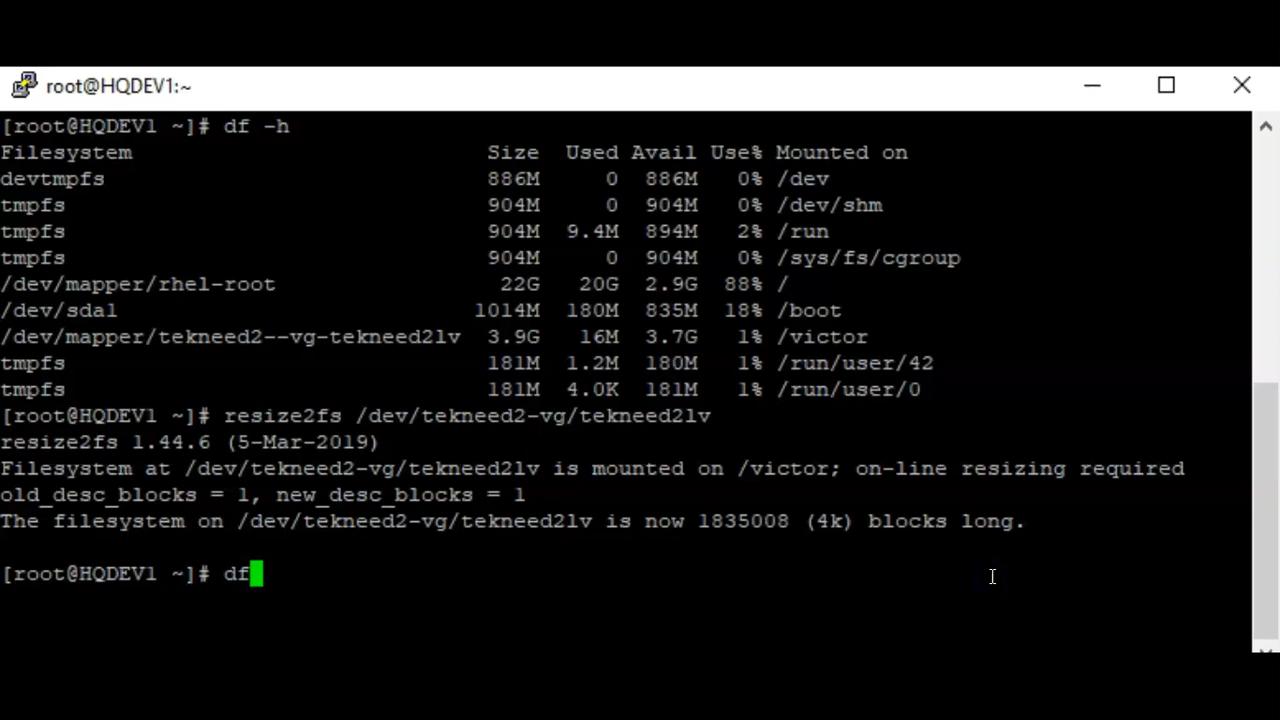 root@HQDEV1:~
[root@HQDEV1 ~]# df -h
Filesystem Size Used Avail Use% Mounted on
devtmpfs 886M 0 886M 0% /dev
tmpfs 904M 0 904M 0% /dev/shm
tmpfs 904M 9.4M 894M 2% /run
tmpfs 904M 0 904M 0% /sys/fs/cgroup
/dev/mapper/rhel-root 22G 20G 2.9G 88% /
/dev/sda1 1014M 180M 835M 18% /boot
/dev/mapper/tekneed2--vg-tekneed2lv 3.9G 16M 3.7G 1% /victor
tmpfs 181M 1.2M 180M 1% /run/user/42
tmpfs 181M 4.0K 181M 1% /run/user/0
[root@HQDEV1 ~]# resize2fs /dev/tekneed2-vg/tekneed2lv
resize2fs 1.44.6 (5-Mar-2019)
Filesystem at /dev/tekneed2-vg/tekneed2lv is mounted on /victor; on-line resizing required
old_desc_blocks = 1, new_desc_blocks = 1
The filesystem on /dev/tekneed2-vg/tekneed2lv is now 1835008 (4k) blocks long.
[root@HQDEV1 ~]# df